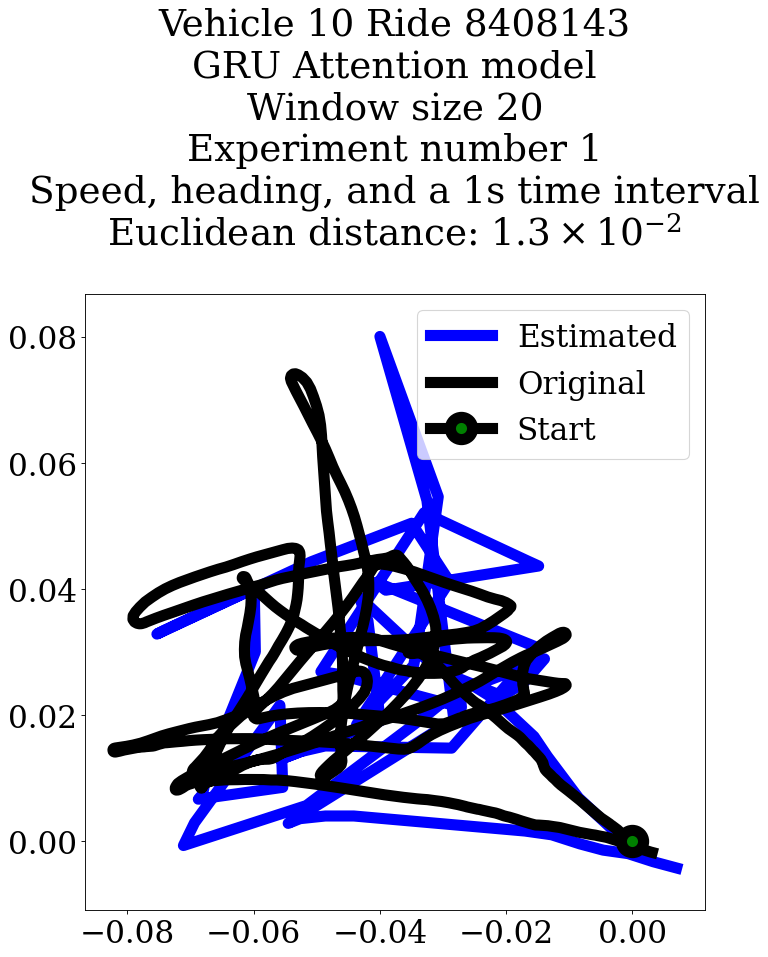 Vehicle 10 Ride 8408143
GRU Attention model
Window size 20
Experiment number 1
Speed, heading, and a 1s time interval
Euclidean distance: 1.3 × 10⁻²
Estimated
Original
Start
0.08
0.06
0.04
0.02
0.00
−0.08 −0.06 −0.04 −0.02 0.00